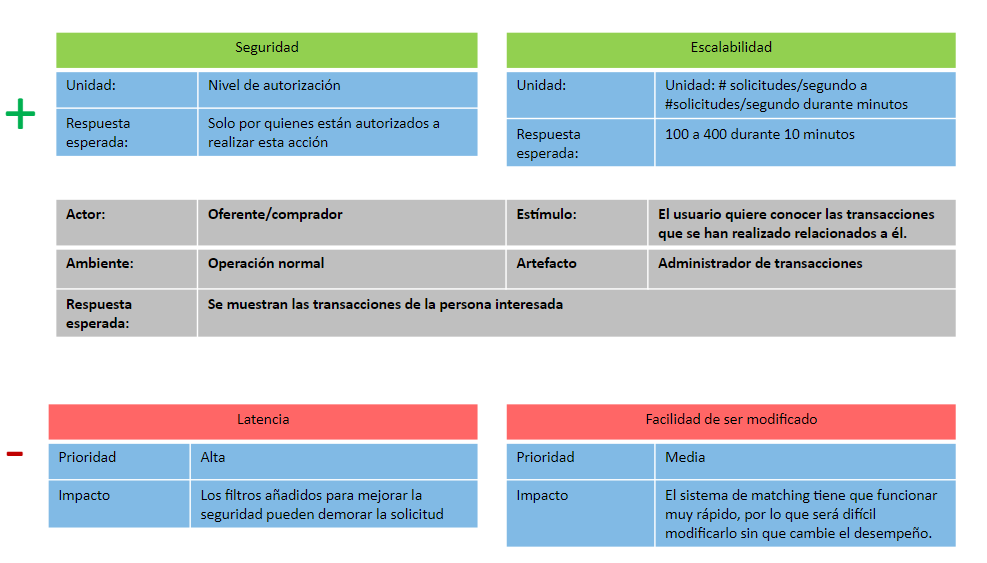 +
Seguridad
Unidad:
Nivel de autorización
Respuesta
esperada:
Solo por quienes están autorizados a
realizar esta acción
Escalabilidad
Unidad:
Unidad: # solicitudes/segundo a
#solicitudes/segundo durante minutos
Respuesta
esperada:
100 a 400 durante 10 minutos
Actor:
Oferente/comprador
Estímulo:
El usuario quiere conocer las transacciones
que se han realizado relacionados a él.
Ambiente:
Operación normal
Artefacto
Administrador de transacciones
Respuesta
esperada:
Se muestran las transacciones de la persona interesada
-
Latencia
Prioridad
Alta
Impacto
Los filtros añadidos para mejorar la
seguridad pueden demorar la solicitud
Facilidad de ser modificado
Prioridad
Media
Impacto
El sistema de matching tiene que funcionar
muy rápido, por lo que será difícil
modificarlo sin que cambie el desempeño.